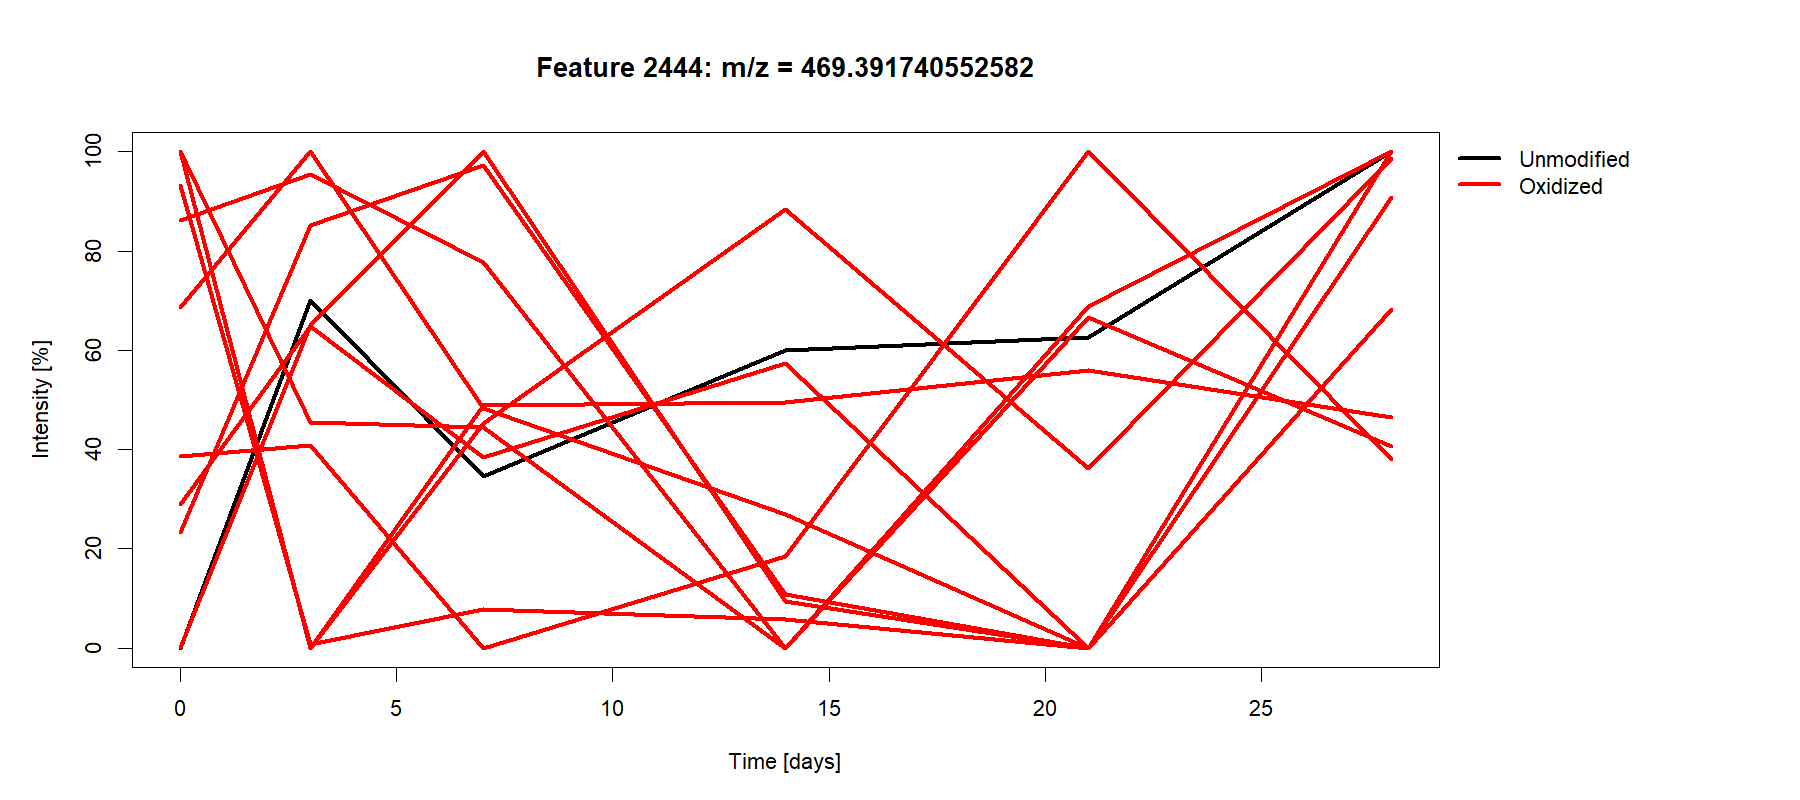 Feature 2444: m/z = 469.391740552582
Unmodified
Oxidized
Intensity [%]
100
80
60
40
20
0
0 5 10 15 20 25
Time [days]